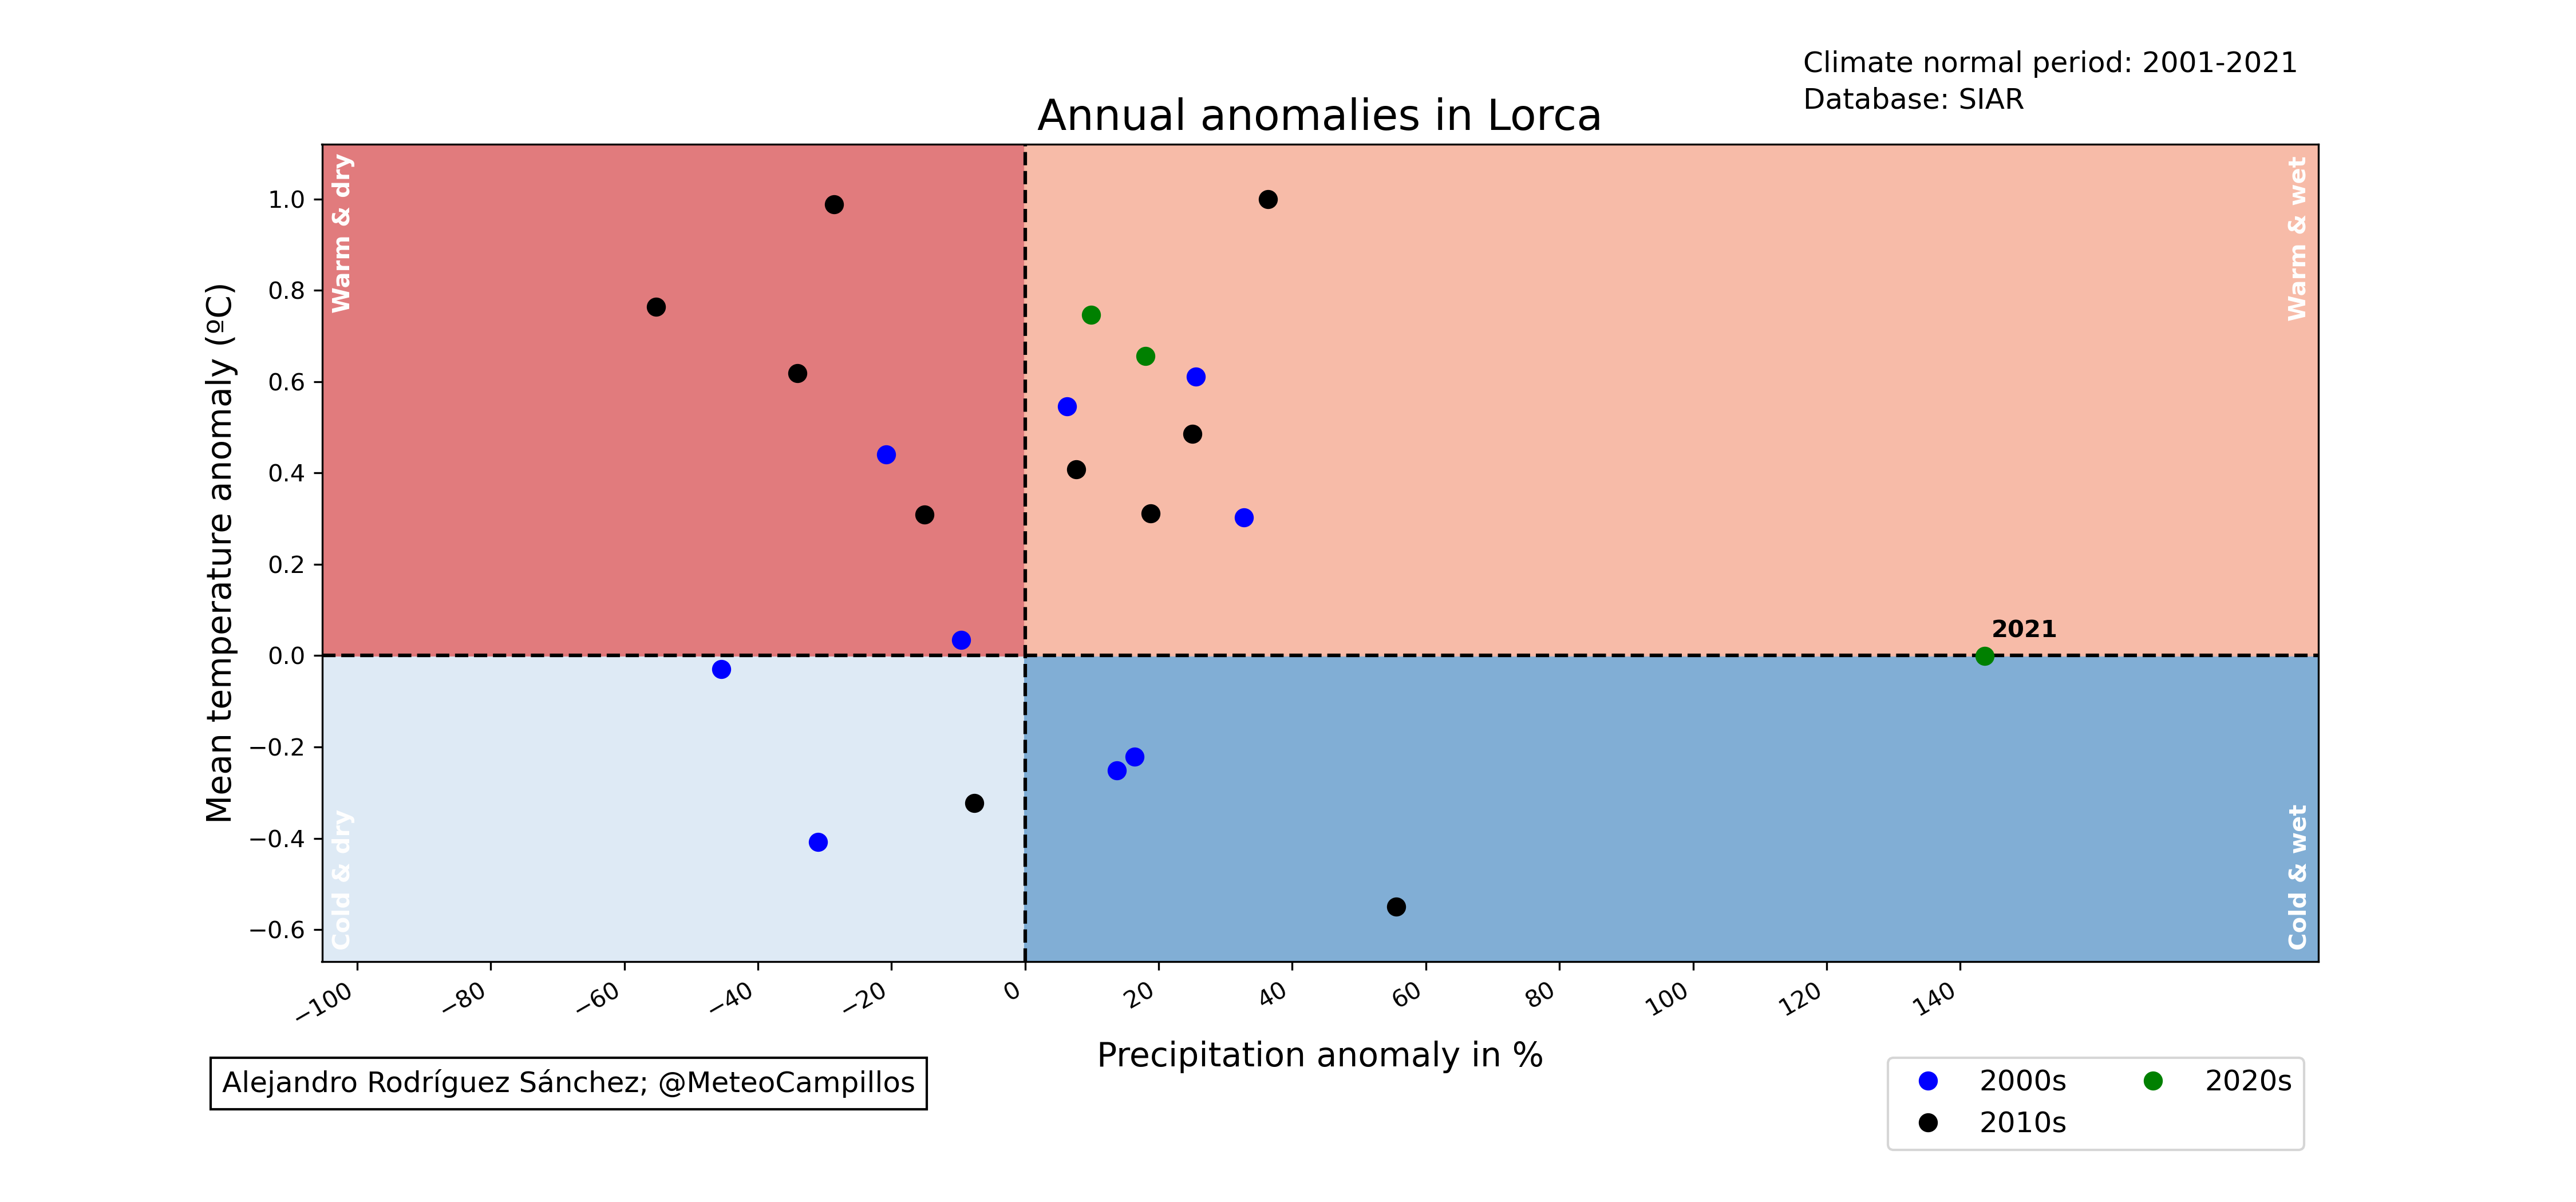 Climate normal period: 2001-2021
Database: SIAR
Annual anomalies in Lorca
Warm & dry
Warm & wet
Cold & dry
Cold & wet
Mean temperature anomaly (ºC)
1.0
0.8
0.6
0.4
0.2
0.0
−0.2
−0.4
−0.6
2021
−100
−80
−60
−40
−20
0
20
40
60
80
100
120
140
Precipitation anomaly in %
Alejandro Rodríguez Sánchez; @MeteoCampillos
2000s
2010s
2020s